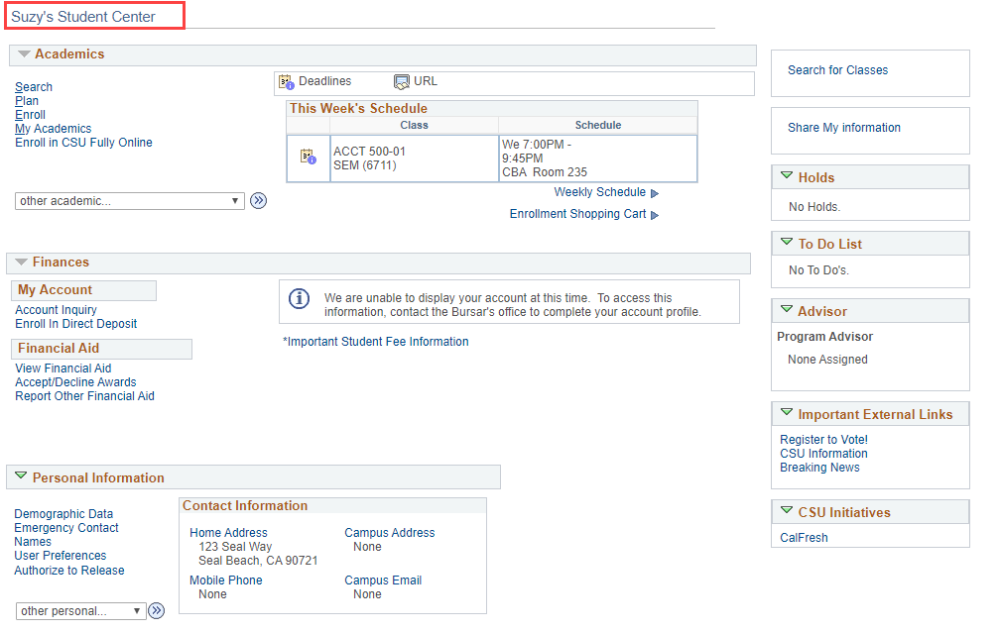 Suzy's Student Center
Academics
Search
Plan
Enroll
My Academics
Enroll in CSU Fully Online
other academic...
Deadlines
URL
This Week's Schedule
Class
Schedule
ACCT 500-01
SEM (6711)
We 7:00PM -
9:45PM
CBA  Room 235
Weekly Schedule
Enrollment Shopping Cart
Finances
My Account
Account Inquiry
Enroll In Direct Deposit
Financial Aid
View Financial Aid
Accept/Decline Awards
Report Other Financial Aid
We are unable to display your account at this time.  To access this
information, contact the Bursar's office to complete your account profile.
*Important Student Fee Information
Personal Information
Demographic Data
Emergency Contact
Names
User Preferences
Authorize to Release
other personal...
Contact Information
Home Address
123 Seal Way
Seal Beach, CA 90721
Campus Address
None
Mobile Phone
None
Campus Email
None
Search for Classes
Share My information
Holds
No Holds.
To Do List
No To Do's.
Advisor
Program Advisor
None Assigned
Important External Links
Register to Vote!
CSU Information
Breaking News
CSU Initiatives
CalFresh